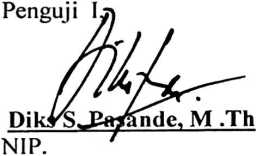 Penguji I,
Diks S. Pasande, M .Th
NIP.